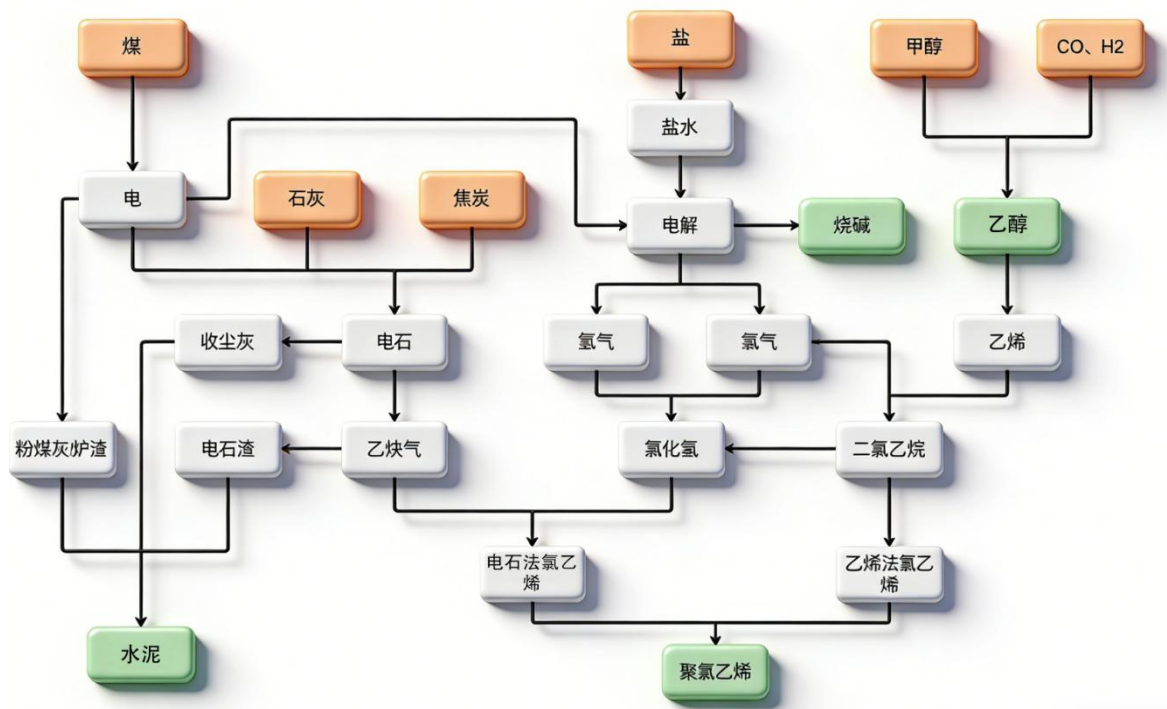 煤
盐
甲醇
CO、H2
盐水
电
石灰
焦炭
电解
烧碱
乙醇
收尘灰
电石
氢气
氯气
乙烯
粉煤灰炉渣
电石渣
乙炔气
氯化氢
二氯乙烷
电石法氯乙
烯
乙烯法氯乙
烯
水泥
聚氯乙烯